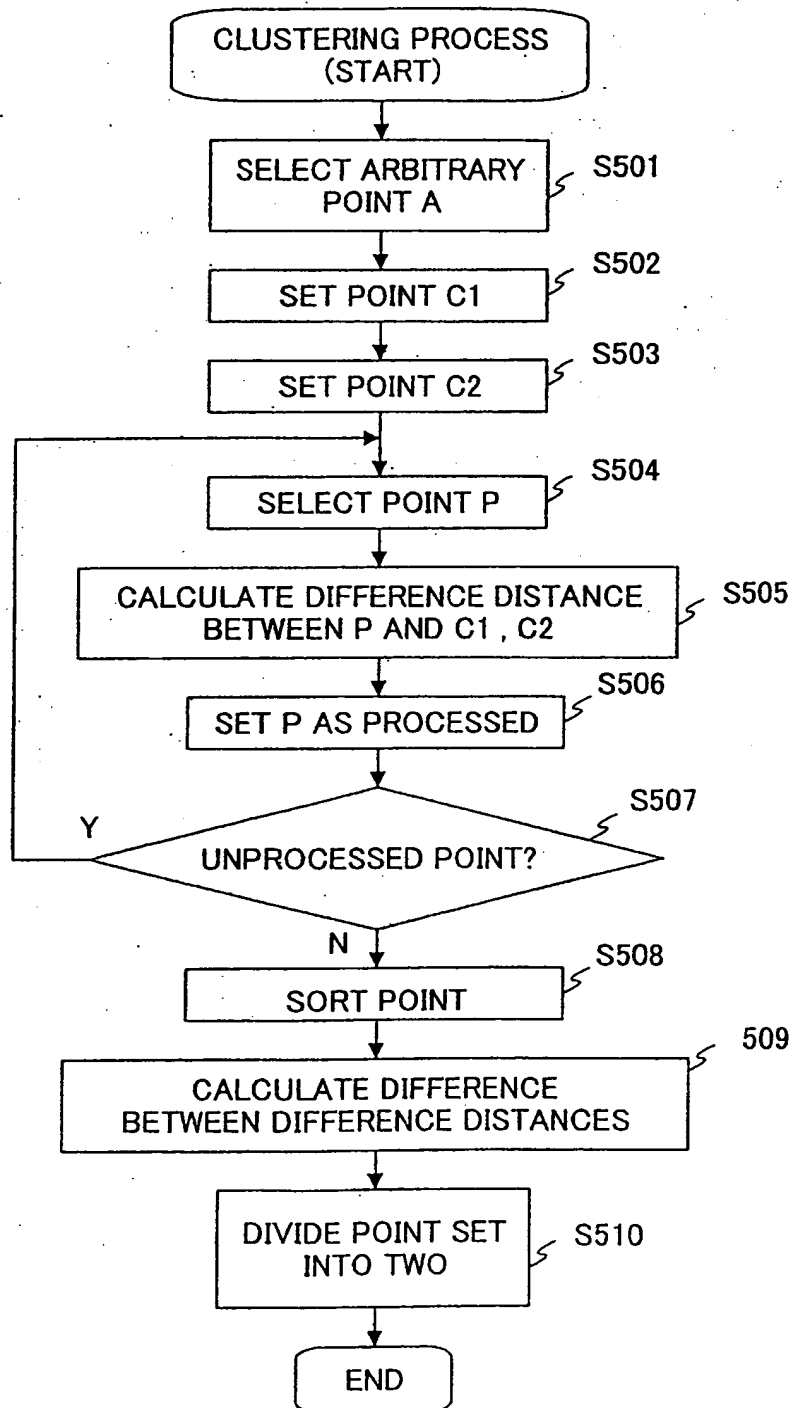 CLUSTERING PROCESS
(START)
SELECT ARBITRARY
POINT A
S501
SET POINT C1
S502
SET POINT C2
S503
SELECT POINT P
S504
CALCULATE DIFFERENCE DISTANCE
BETWEEN P AND C1 , C2
S505
SET P AS PROCESSED
S506
UNPROCESSED POINT?
S507
Y
N
SORT POINT
S508
CALCULATE DIFFERENCE
BETWEEN DIFFERENCE DISTANCES
509
DIVIDE POINT SET
INTO TWO
S510
END